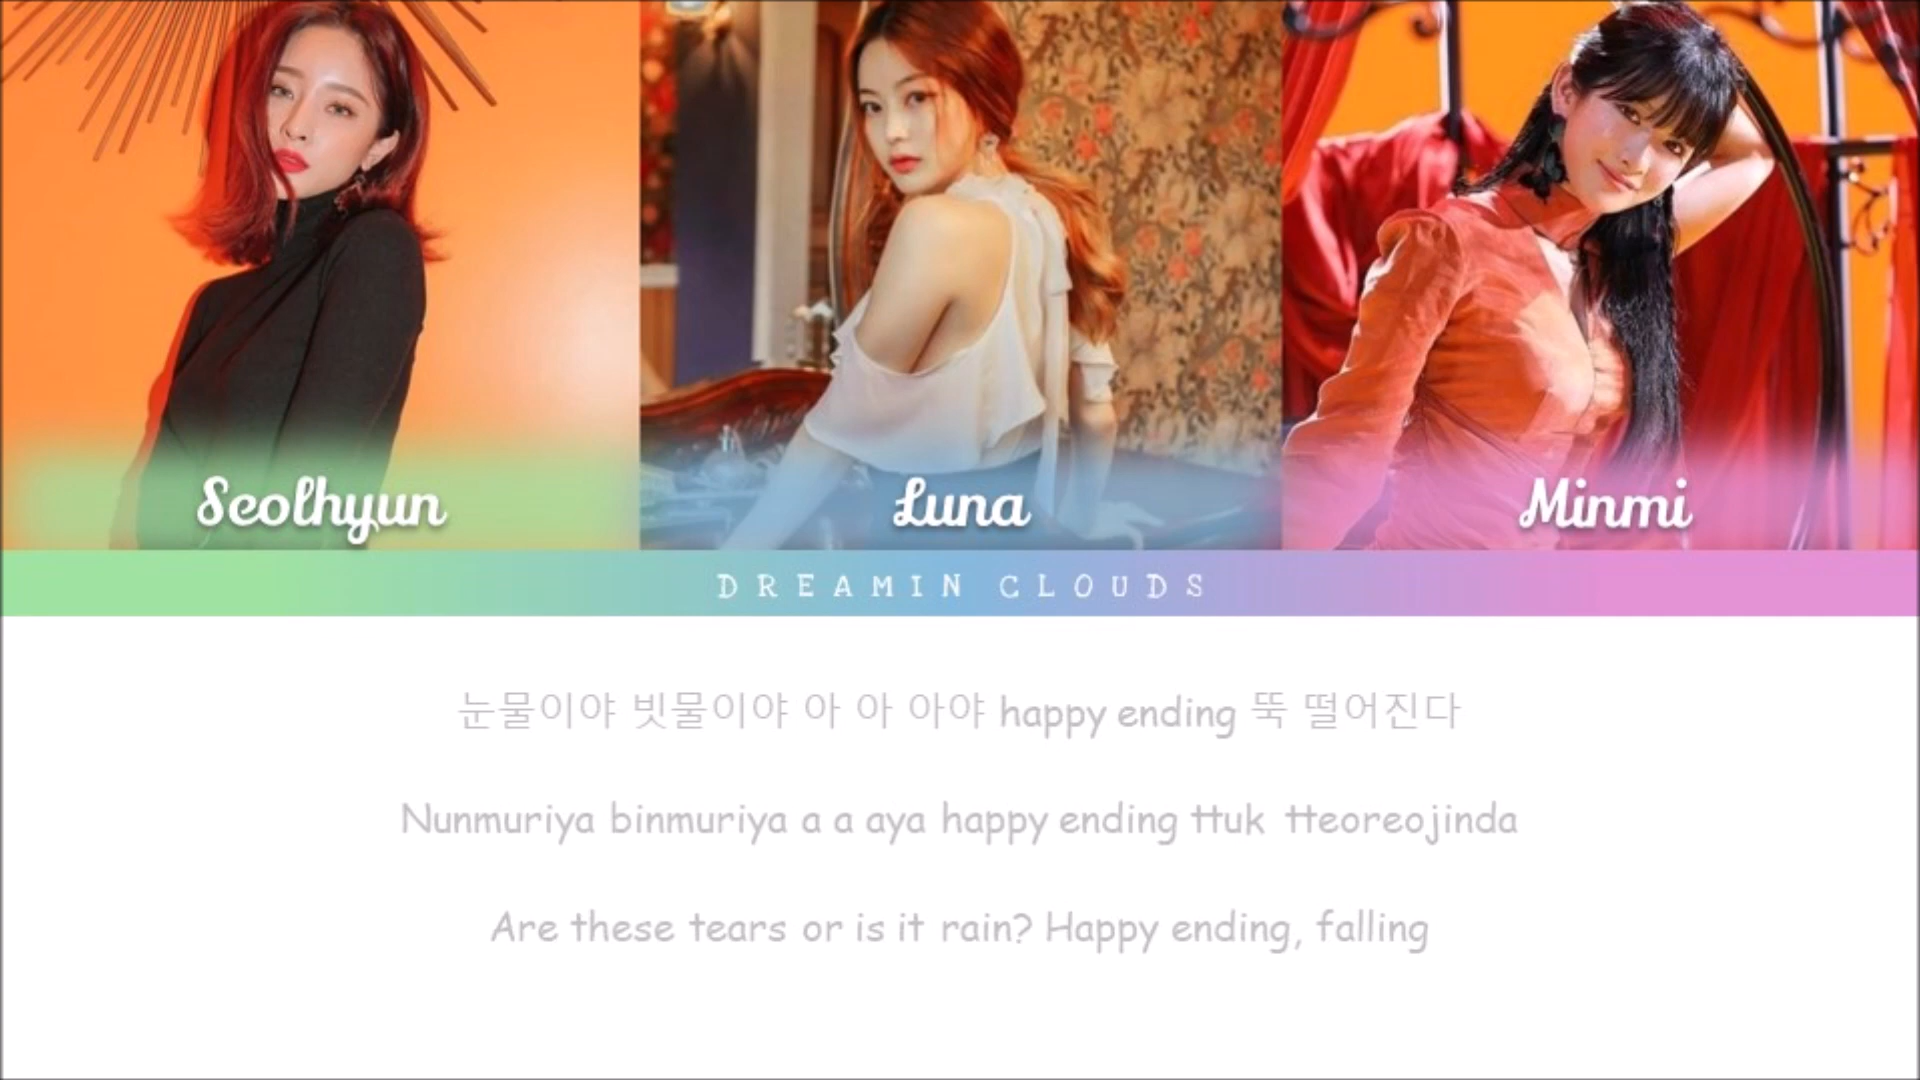 Seolhyun
Luna
Minmi
DREAMIN CLOUDS
눈물이야 빗물이야 아 아 아야 happy ending 뚝 떨어진다
Nunmuriya binmuriya a a aya happy ending ttuk tteoreojinda
Are these tears or is it rain? Happy ending, falling